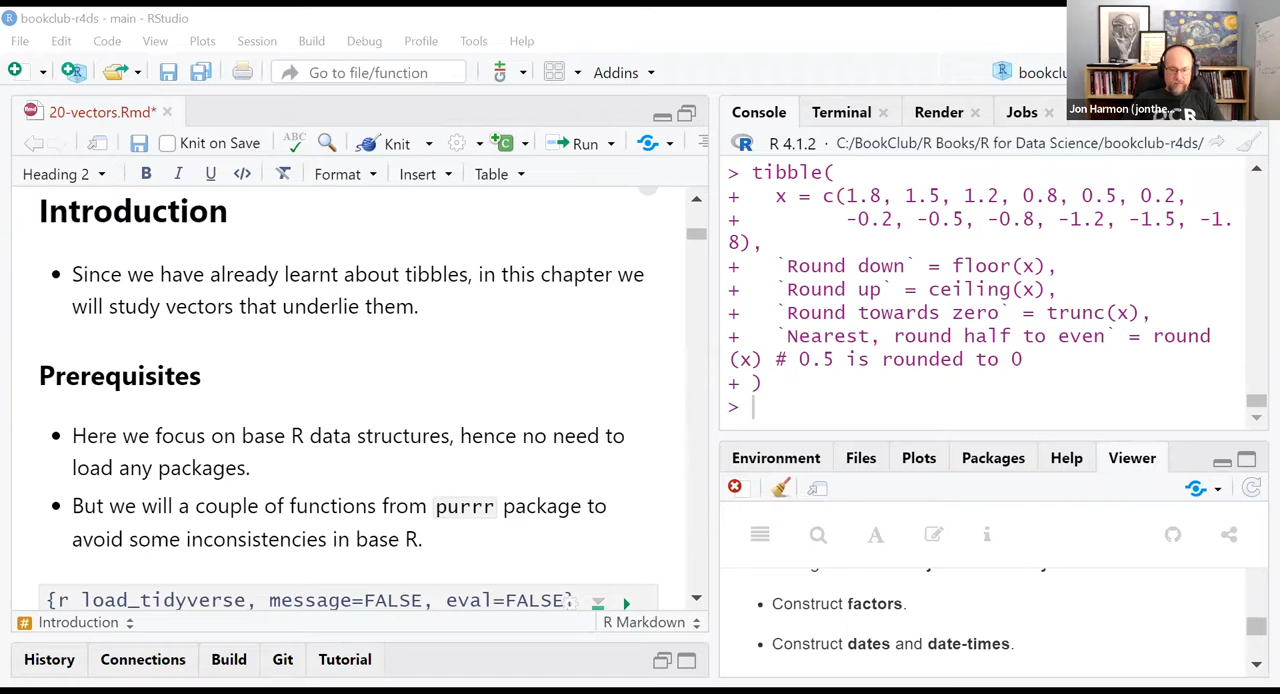 bookclub-r4ds - main - RStudio
File Edit Code View Plots Session Build Debug Profile Tools Help
Go to file/function Addins
20-vectors.Rmd*
Knit on Save ABC Knit Run
Heading 2 B I U </> Format Insert Table
Introduction
Since we have already learnt about tibbles, in this chapter we
will study vectors that underlie them.
Prerequisites
Here we focus on base R data structures, hence no need to
load any packages.
But we will a couple of functions from purrr package to
avoid some inconsistencies in base R.
{r load_tidyverse, message=FALSE, eval=FALSE}
# Introduction R Markdown
History Connections Build Git Tutorial
Jon Harmon (jonthe...
Console Terminal Render Jobs
R 4.1.2 · C:/BookClub/R Books/R for Data Science/bookclub-r4ds/
> tibble(
+ x = c(1.8, 1.5, 1.2, 0.8, 0.5, 0.2,
+ -0.2, -0.5, -0.8, -1.2, -1.5, -1.
8),
+ `Round down` = floor(x),
+ `Round up` = ceiling(x),
+ `Round towards zero` = trunc(x),
+ `Nearest, round half to even` = round
(x) # 0.5 is rounded to 0
+ )
>
Environment Files Plots Packages Help Viewer
Construct factors.
Construct dates and date-times.